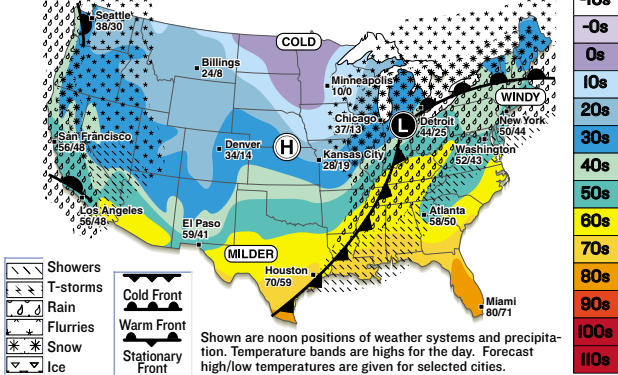 Seattle
38/30
COLD
Billings
24/8
Minneapolis
10/0
WINDY
Chicago
37/13
L
Detroit
44/25
New York
50/44
San Francisco
56/48
Denver
34/14
H
Kansas City
28/19
Washington
52/43
Los Angeles
56/48
El Paso
59/41
Atlanta
58/50
MILDER
Houston
70/59
Miami
80/71
Showers
T-storms
Rain
Flurries
Snow
Ice
Cold Front
Warm Front
Stationary
Front
Shown are noon positions of weather systems and precipita-
tion. Temperature bands are highs for the day. Forecast
high/low temperatures are given for selected cities.
-10s
-0s
0s
10s
20s
30s
40s
50s
60s
70s
80s
90s
100s
110s